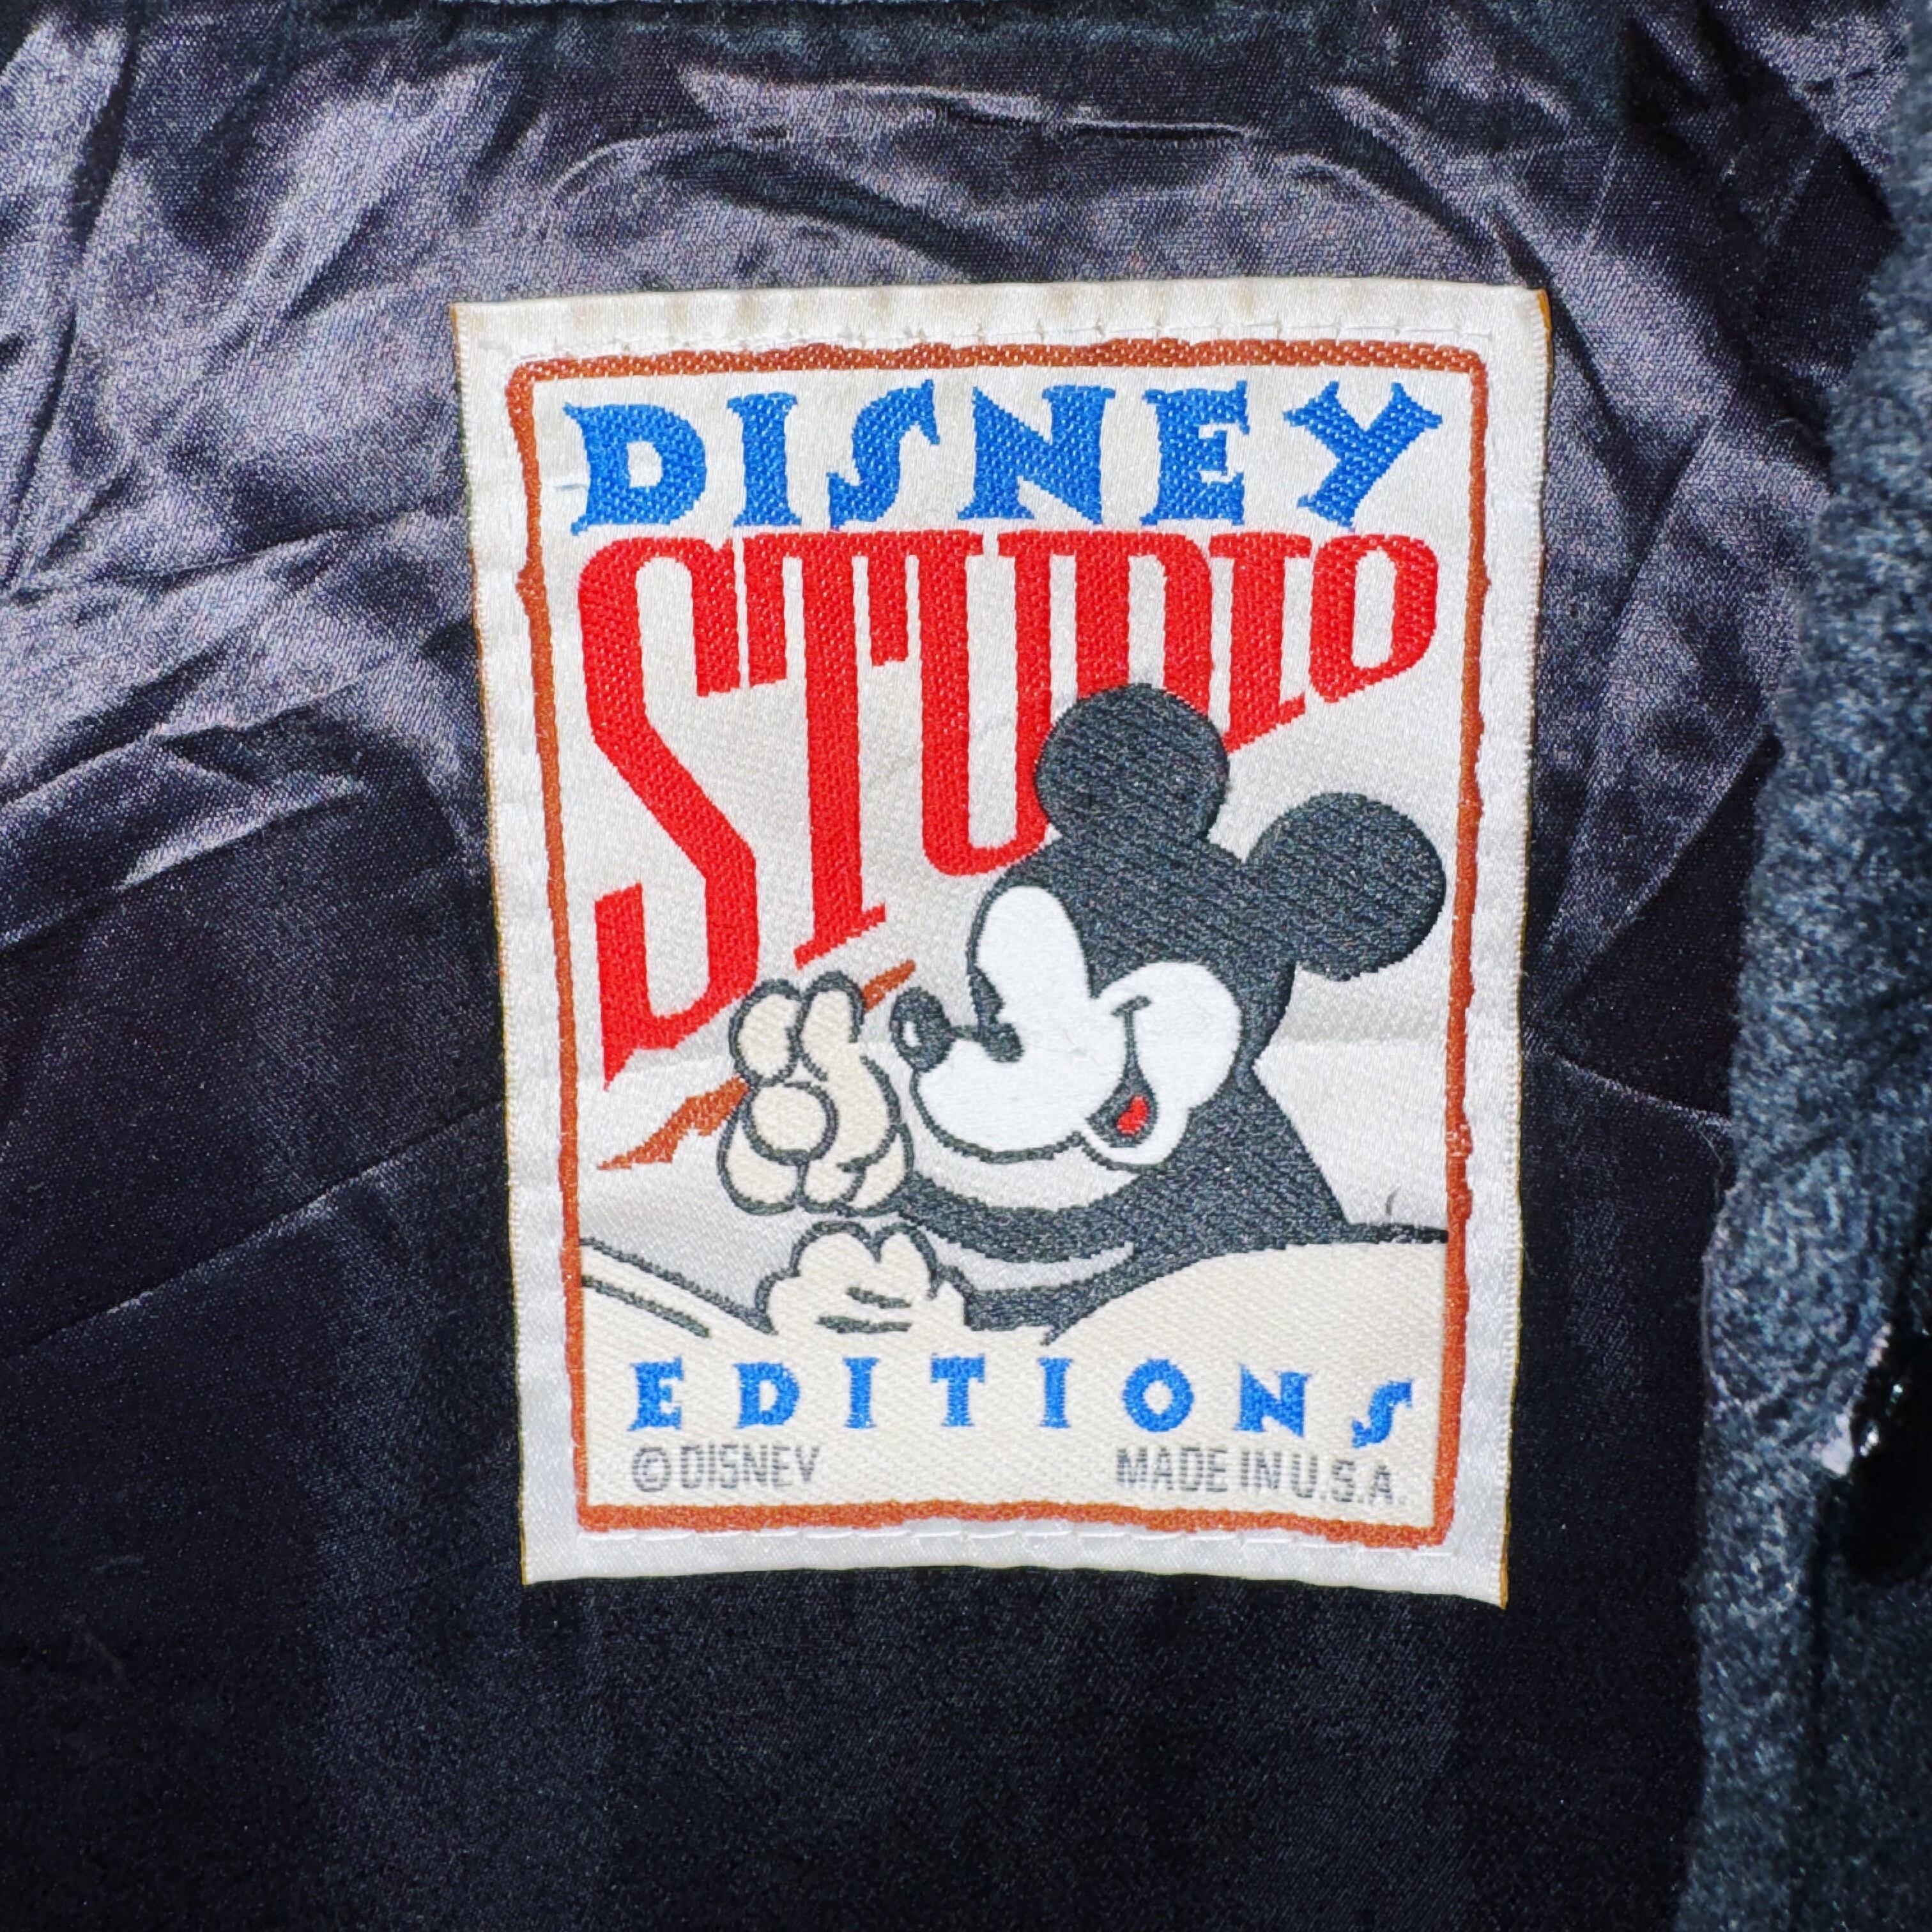 DISNEY
STUDIO
EDITIONS
© DISNEY MADE IN U.S.A.